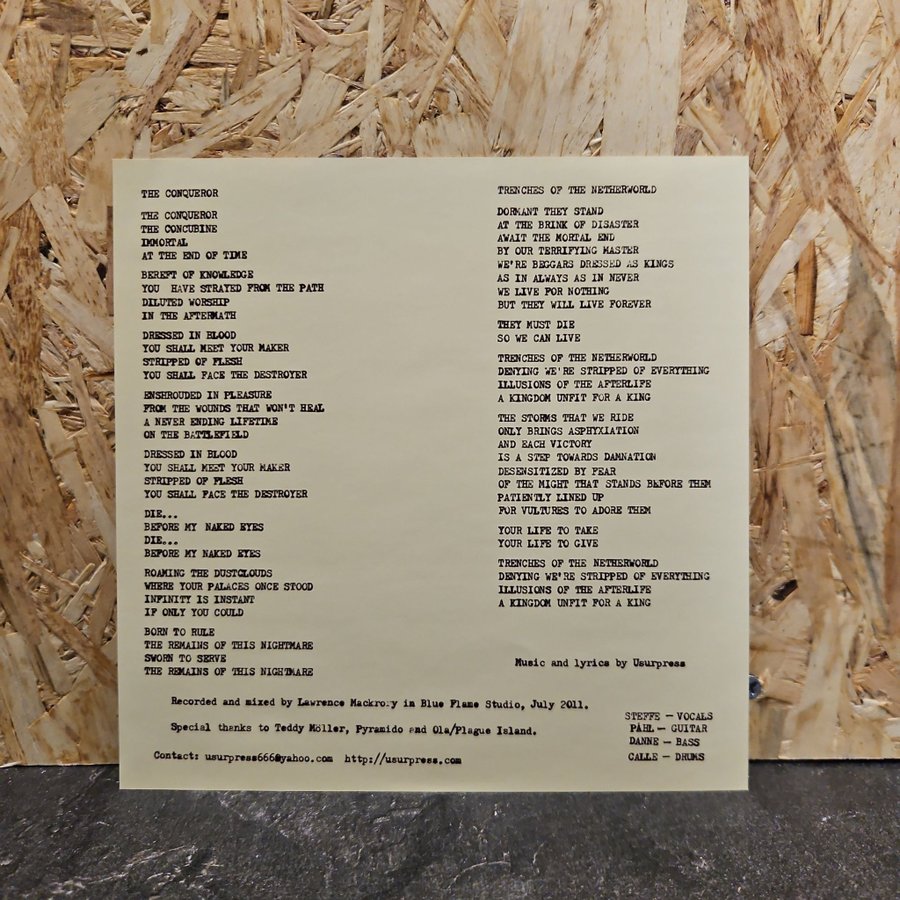 THE CONQUEROR
THE CONQUEROR
THE CONCUBINE
IMMORTAL
AT THE END OF TIME
BEREFT OF KNOWLEDGE
YOU HAVE STRAYED FROM THE PATH
DILUTED WORSHIP
IN THE AFTERMATH
DRESSED IN BLOOD
YOU SHALL MEET YOUR MAKER
STRIPPED OF FLESH
YOU SHALL FACE THE DESTROYER
ENSHROUDED IN PLEASURE
FROM THE WOUNDS THAT WON'T HEAL
A NEVER ENDING LIFETIME
ON THE BATTLEFIELD
DRESSED IN BLOOD
YOU SHALL MEET YOUR MAKER
STRIPPED OF FLESH
YOU SHALL FACE THE DESTROYER
DIE...
BEFORE MY NAKED EYES
DIE...
BEFORE MY NAKED EYES
ROAMING THE DUSTCLOUDS
WHERE YOUR PALACES ONCE STOOD
INFINITY IS INSTANT
IF ONLY YOU COULD
BORN TO RULE
THE REMAINS OF THIS NIGHTMARE
SWORN TO SERVE
THE REMAINS OF THIS NIGHTMARE
TRENCHES OF THE NETHERWORLD
DORMANT THEY STAND
AT THE BRINK OF DISASTER
AWAIT THE MORTAL END
BY OUR TERRIFYING MASTER
WE'RE BEGGARS DRESSED AS KINGS
AS IN ALWAYS AS IN NEVER
WE LIVE FOR NOTHING
BUT THEY WILL LIVE FOREVER
THEY MUST DIE
SO WE CAN LIVE
TRENCHES OF THE NETHERWORLD
DENYING WE'RE STRIPPED OF EVERYTHING
ILLUSIONS OF THE AFTERLIFE
A KINGDOM UNFIT FOR A KING
THE STORMS THAT WE RIDE
ONLY BRINGS ASPHYXIATION
AND EACH VICTORY
IS A STEP TOWARDS DAMNATION
DESENSITIZED BY FEAR
OF THE MIGHT THAT STANDS BEFORE THEM
PATIENTLY LINED UP
FOR VULTURES TO ADORE THEM
YOUR LIFE TO TAKE
YOUR LIFE TO GIVE
TRENCHES OF THE NETHERWORLD
DENYING WE'RE STRIPPED OF EVERYTHING
ILLUSIONS OF THE AFTERLIFE
A KINGDOM UNFIT FOR A KING
Music and lyrics by Usurpress
Recorded and mixed by Lawrence Mackrory in Blue Flame Studio, July 2011.
Special thanks to Teddy Möller, Pyramido and Ola/Plague Island.
Contact: usurpress666@yahoo.com http://usurpress.com
STEFFE — VOCALS
PÄHL — GUITAR
DANNE — BASS
CALLE — DRUMS